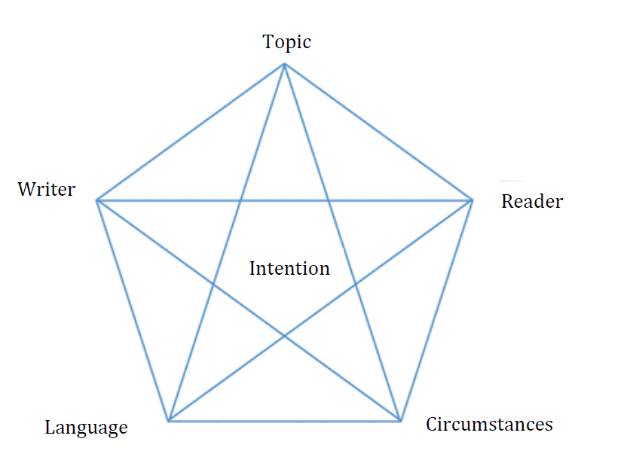 Topic
Writer
Reader
Intention
Language
Circumstances